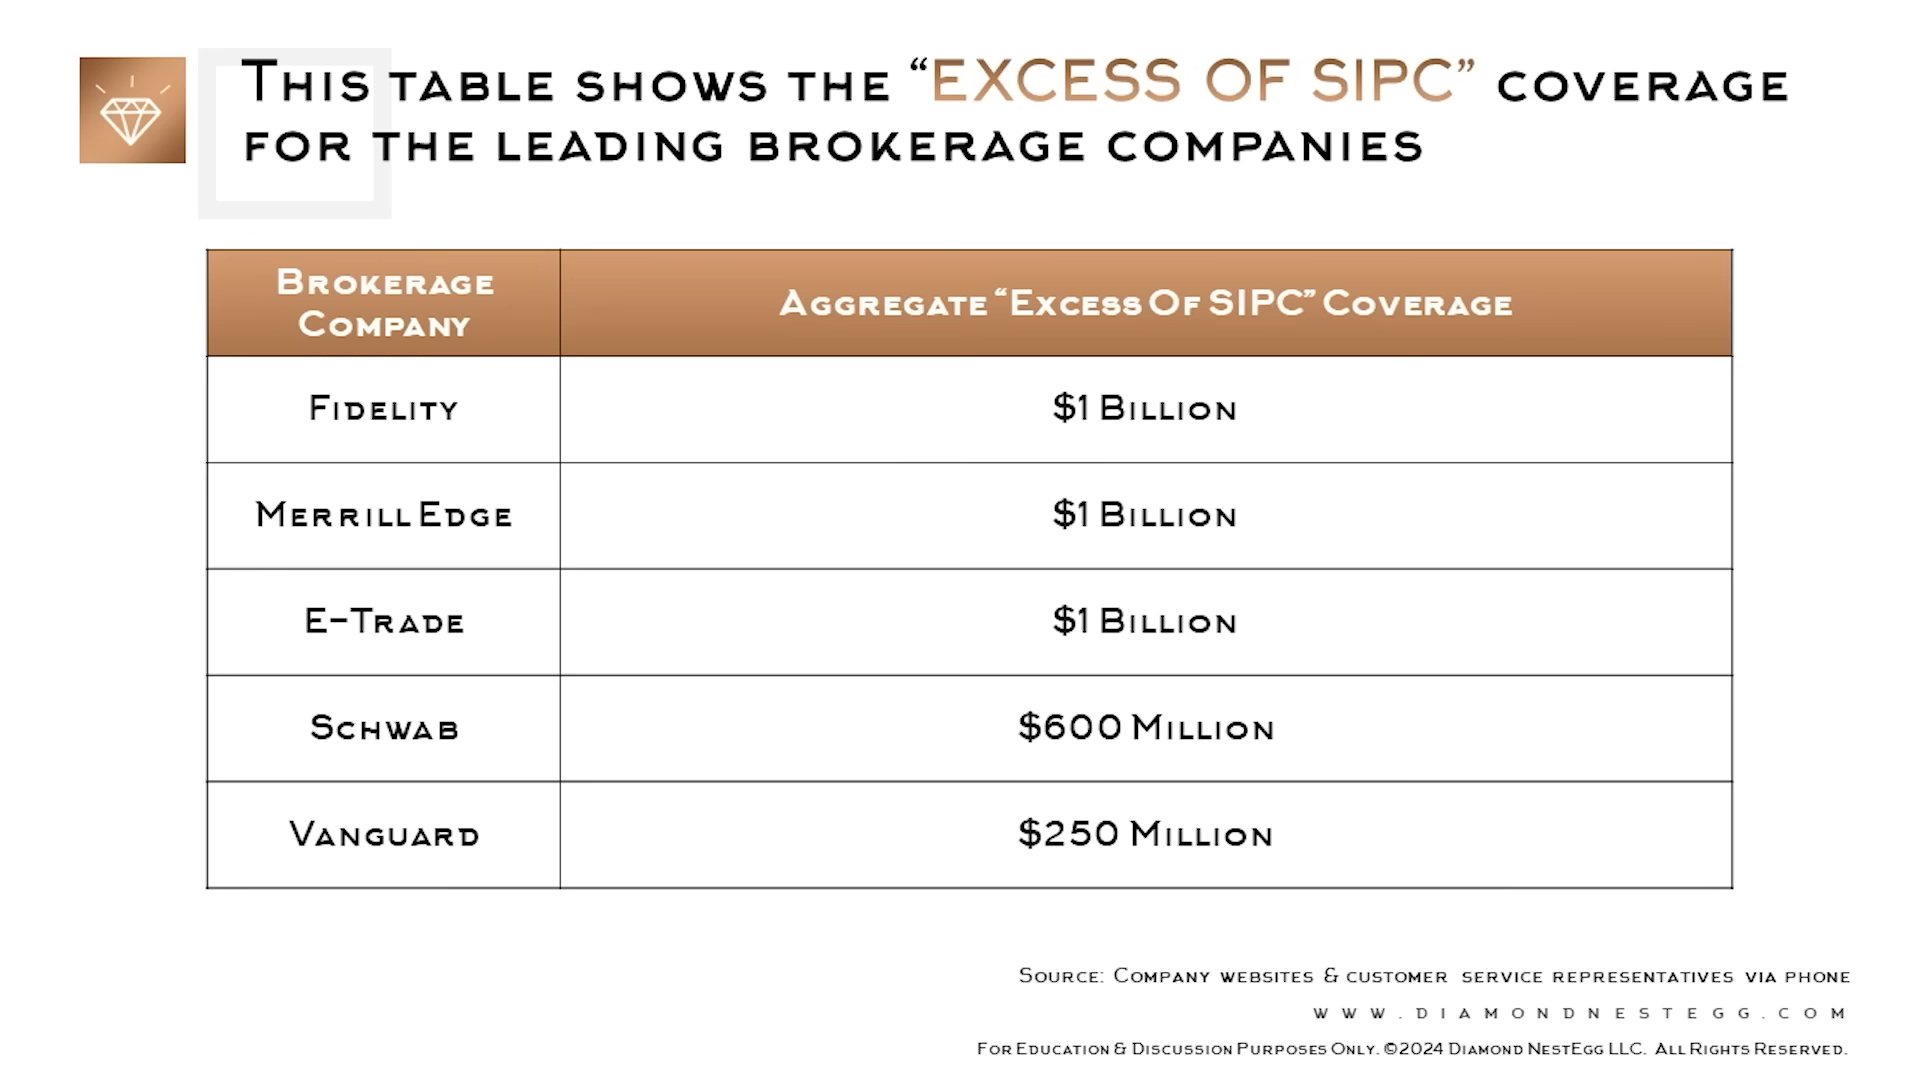 This table shows the “EXCESS OF SIPC” coverage
for the leading brokerage companies
Brokerage
Company
Aggregate “Excess Of SIPC” Coverage
Fidelity
$1 Billion
Merrill Edge
$1 Billion
E-Trade
$1 Billion
Schwab
$600 Million
Vanguard
$250 Million
Source: Company websites & customer service representatives via phone
www.diamondnestegg.com
For Education & Discussion Purposes Only. ©2024 Diamond NestEgg LLC. All Rights Reserved.